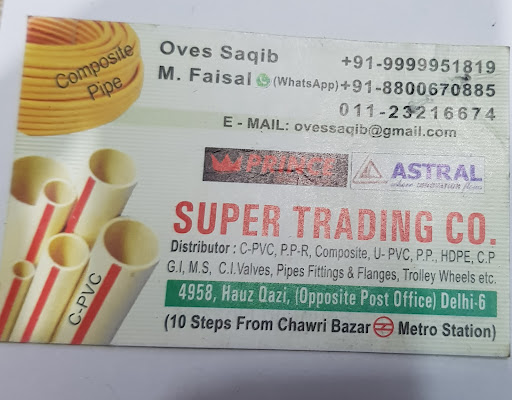 Oves Saqib +91-9999951819
M. Faisal (WhatsApp) +91-8800670885
011-23216674
E - MAIL: ovessaqib@gmail.com
Composite
Pipe
PRINCE ASTRAL
SUPER TRADING CO.
Distributor : C-PVC, P.P-R, Composite, U- PVC, P.P., HDPE, C.P
G.I, M.S, C.I.Valves, Pipes Fittings & Flanges, Trolley Wheels etc.
C-PVC
4958, Hauz Qazi, (Opposite Post Office) Delhi-6
(10 Steps From Chawri Bazar Metro Station)